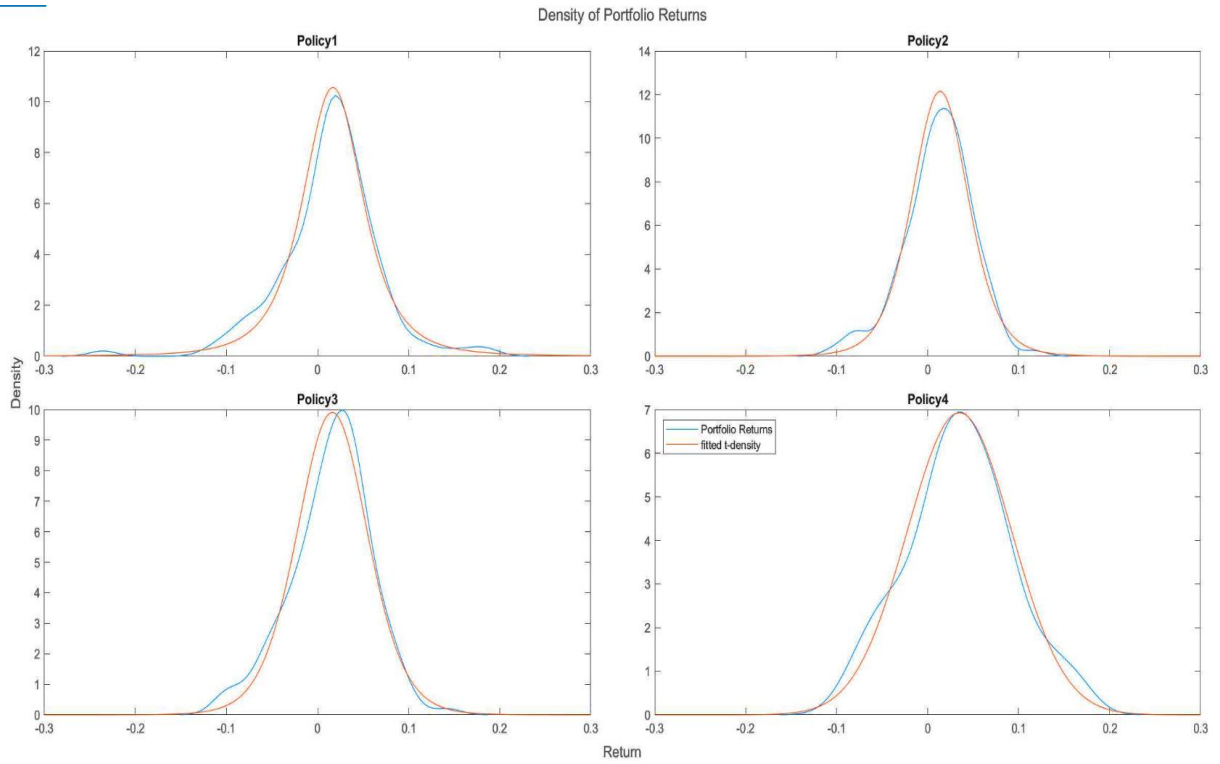 Density of Portfolio Returns
Policy1
12
10
8
6
4
2
0
-0.3 -0.2 -0.1 0 0.1 0.2 0.3
Policy2
14
12
10
8
6
4
2
0
-0.3 -0.2 -0.1 0 0.1 0.2 0.3
Density
Policy3
10
9
8
7
6
5
4
3
2
1
0
-0.3 -0.2 -0.1 0 0.1 0.2 0.3
Policy4
7
6
5
4
3
2
1
0
Portfolio Returns
fitted t-density
-0.3 -0.2 -0.1 0 0.1 0.2 0.3
Return